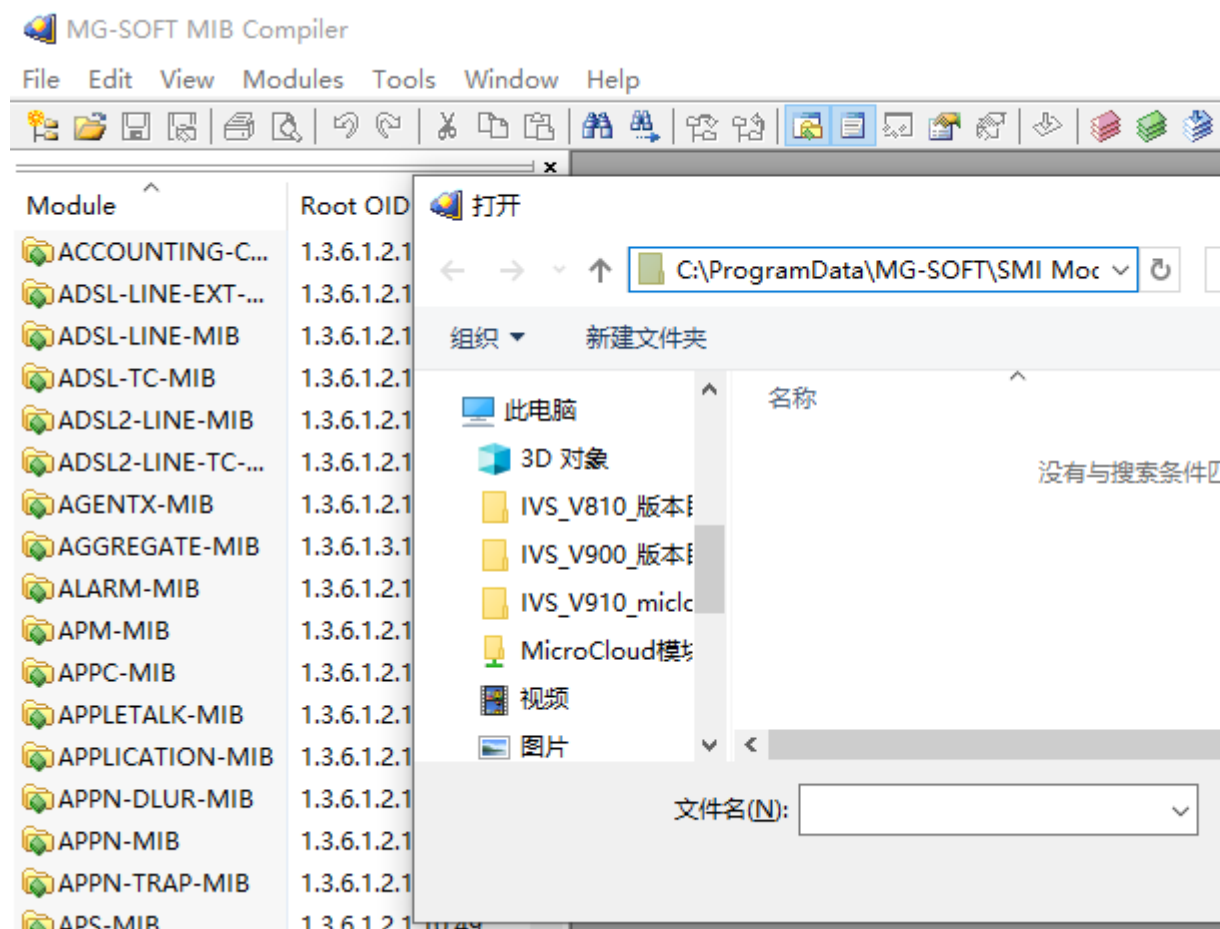 MG-SOFT MIB Compiler
File Edit View Modules Tools Window Help
Module Root OID
ACCOUNTING-C... 1.3.6.1.2.1
ADSL-LINE-EXT-... 1.3.6.1.2.1
ADSL-LINE-MIB 1.3.6.1.2.1
ADSL-TC-MIB 1.3.6.1.2.1
ADSL2-LINE-MIB 1.3.6.1.2.1
ADSL2-LINE-TC-... 1.3.6.1.2.1
AGENTX-MIB 1.3.6.1.2.1
AGGREGATE-MIB 1.3.6.1.3.1
ALARM-MIB 1.3.6.1.2.1
APM-MIB 1.3.6.1.2.1
APPC-MIB 1.3.6.1.2.1
APPLETALK-MIB 1.3.6.1.2.1
APPLICATION-MIB 1.3.6.1.2.1
APPN-DLUR-MIB 1.3.6.1.2.1
APPN-MIB 1.3.6.1.2.1
APPN-TRAP-MIB 1.3.6.1.2.1
APS-MIB 1.3.6.1.2.1.10.49
打开
C:\ProgramData\MG-SOFT\SMI Moc
组织 新建文件夹
此电脑
3D 对象
IVS_V810_版本
IVS_V900_版本
IVS_V910_miclc
MicroCloud模块
视频
图片
名称
没有与搜索条件匹
文件名(N):